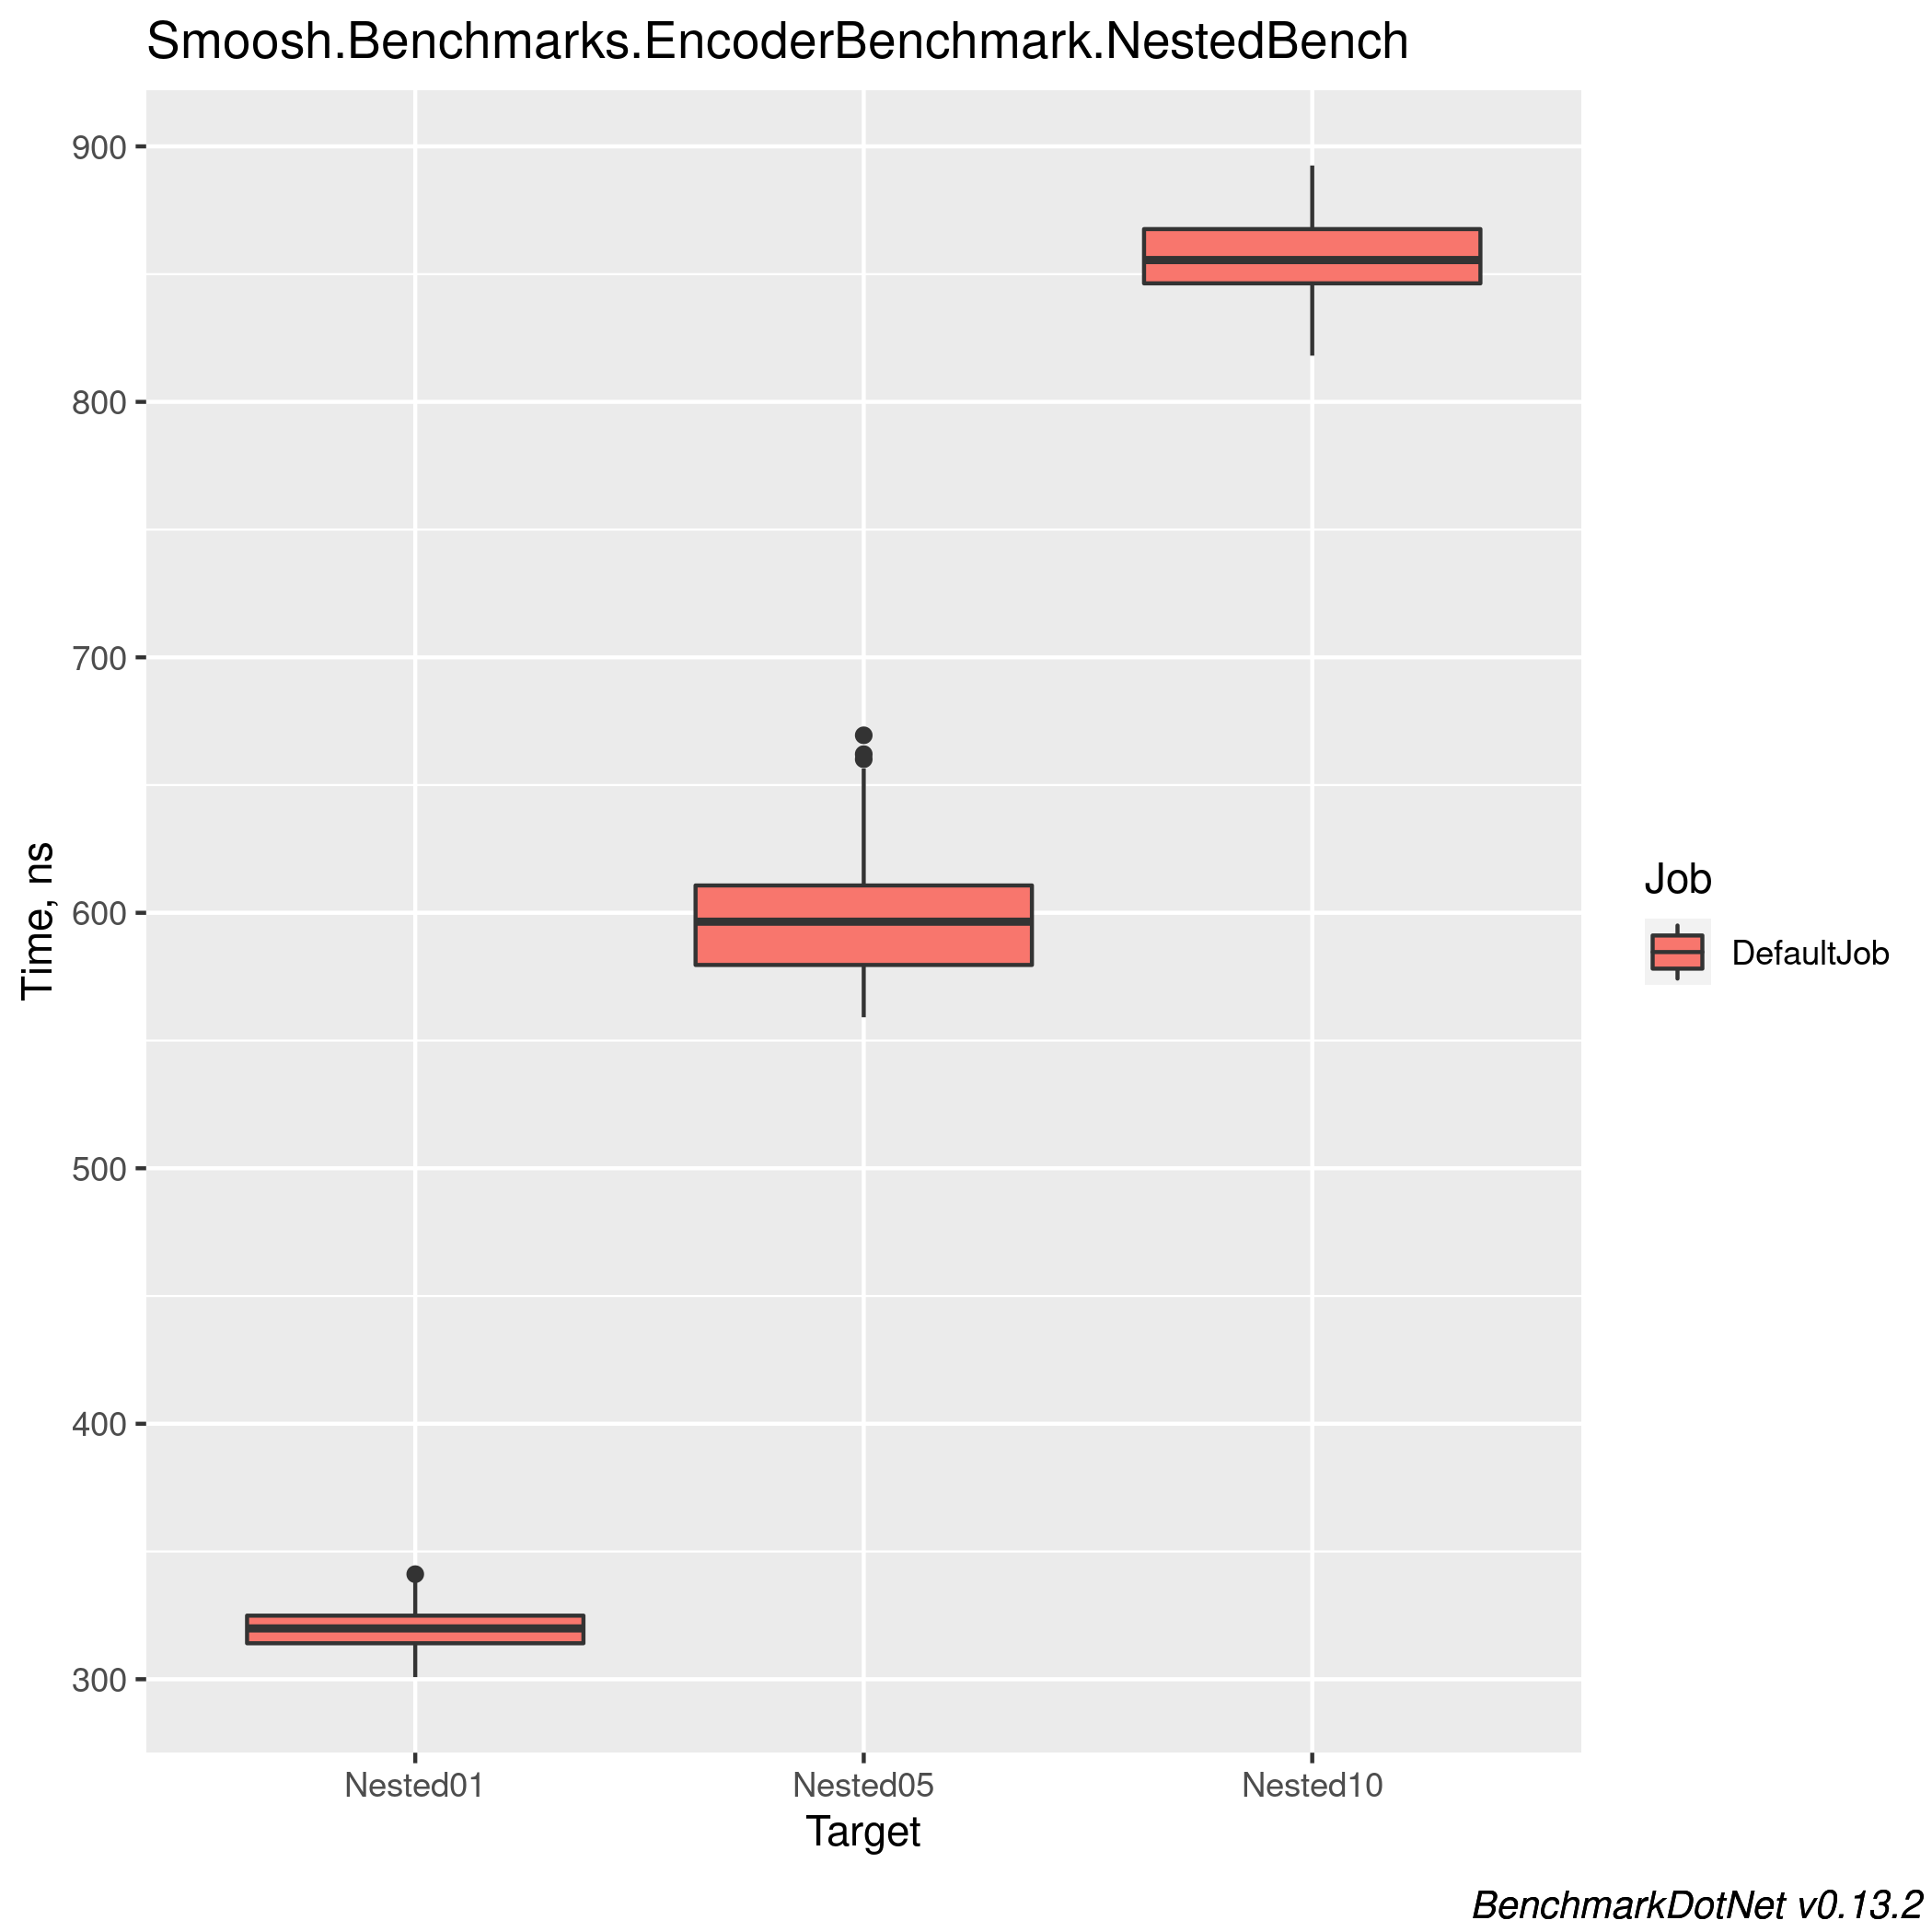 Smoosh.Benchmarks.EncoderBenchmark.NestedBench
900
800
700
600
500
400
300
Time, ns
Nested01 Nested05 Nested10
Target
Job
DefaultJob
BenchmarkDotNet v0.13.2